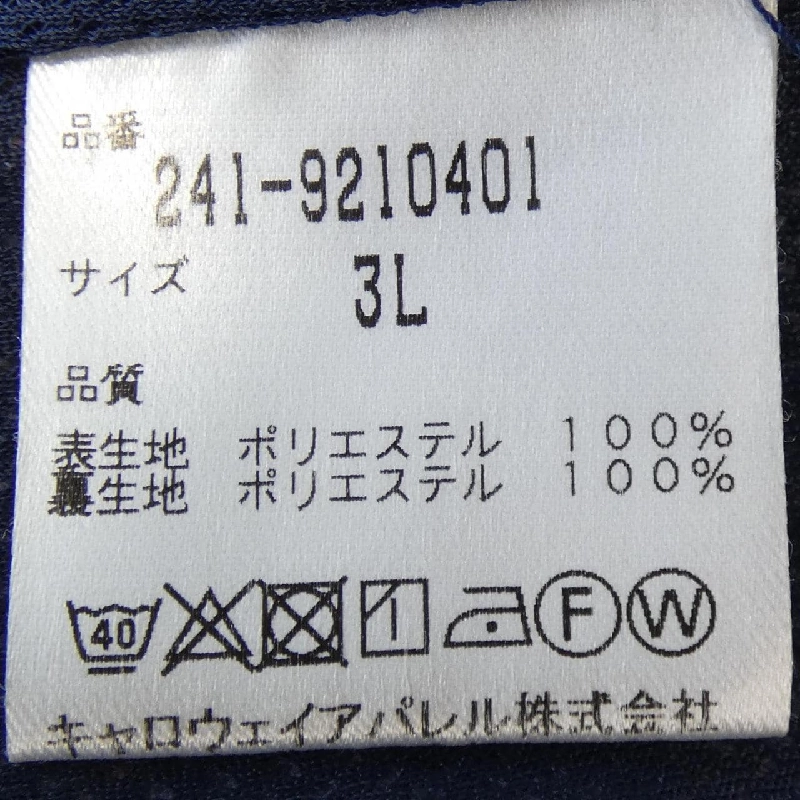 品番
241-9210401
サイズ 3L
品質
表生地 ポリエステル 100%
裏生地 ポリエステル 100%
40 F W
キャロウェイアパレル株式会社